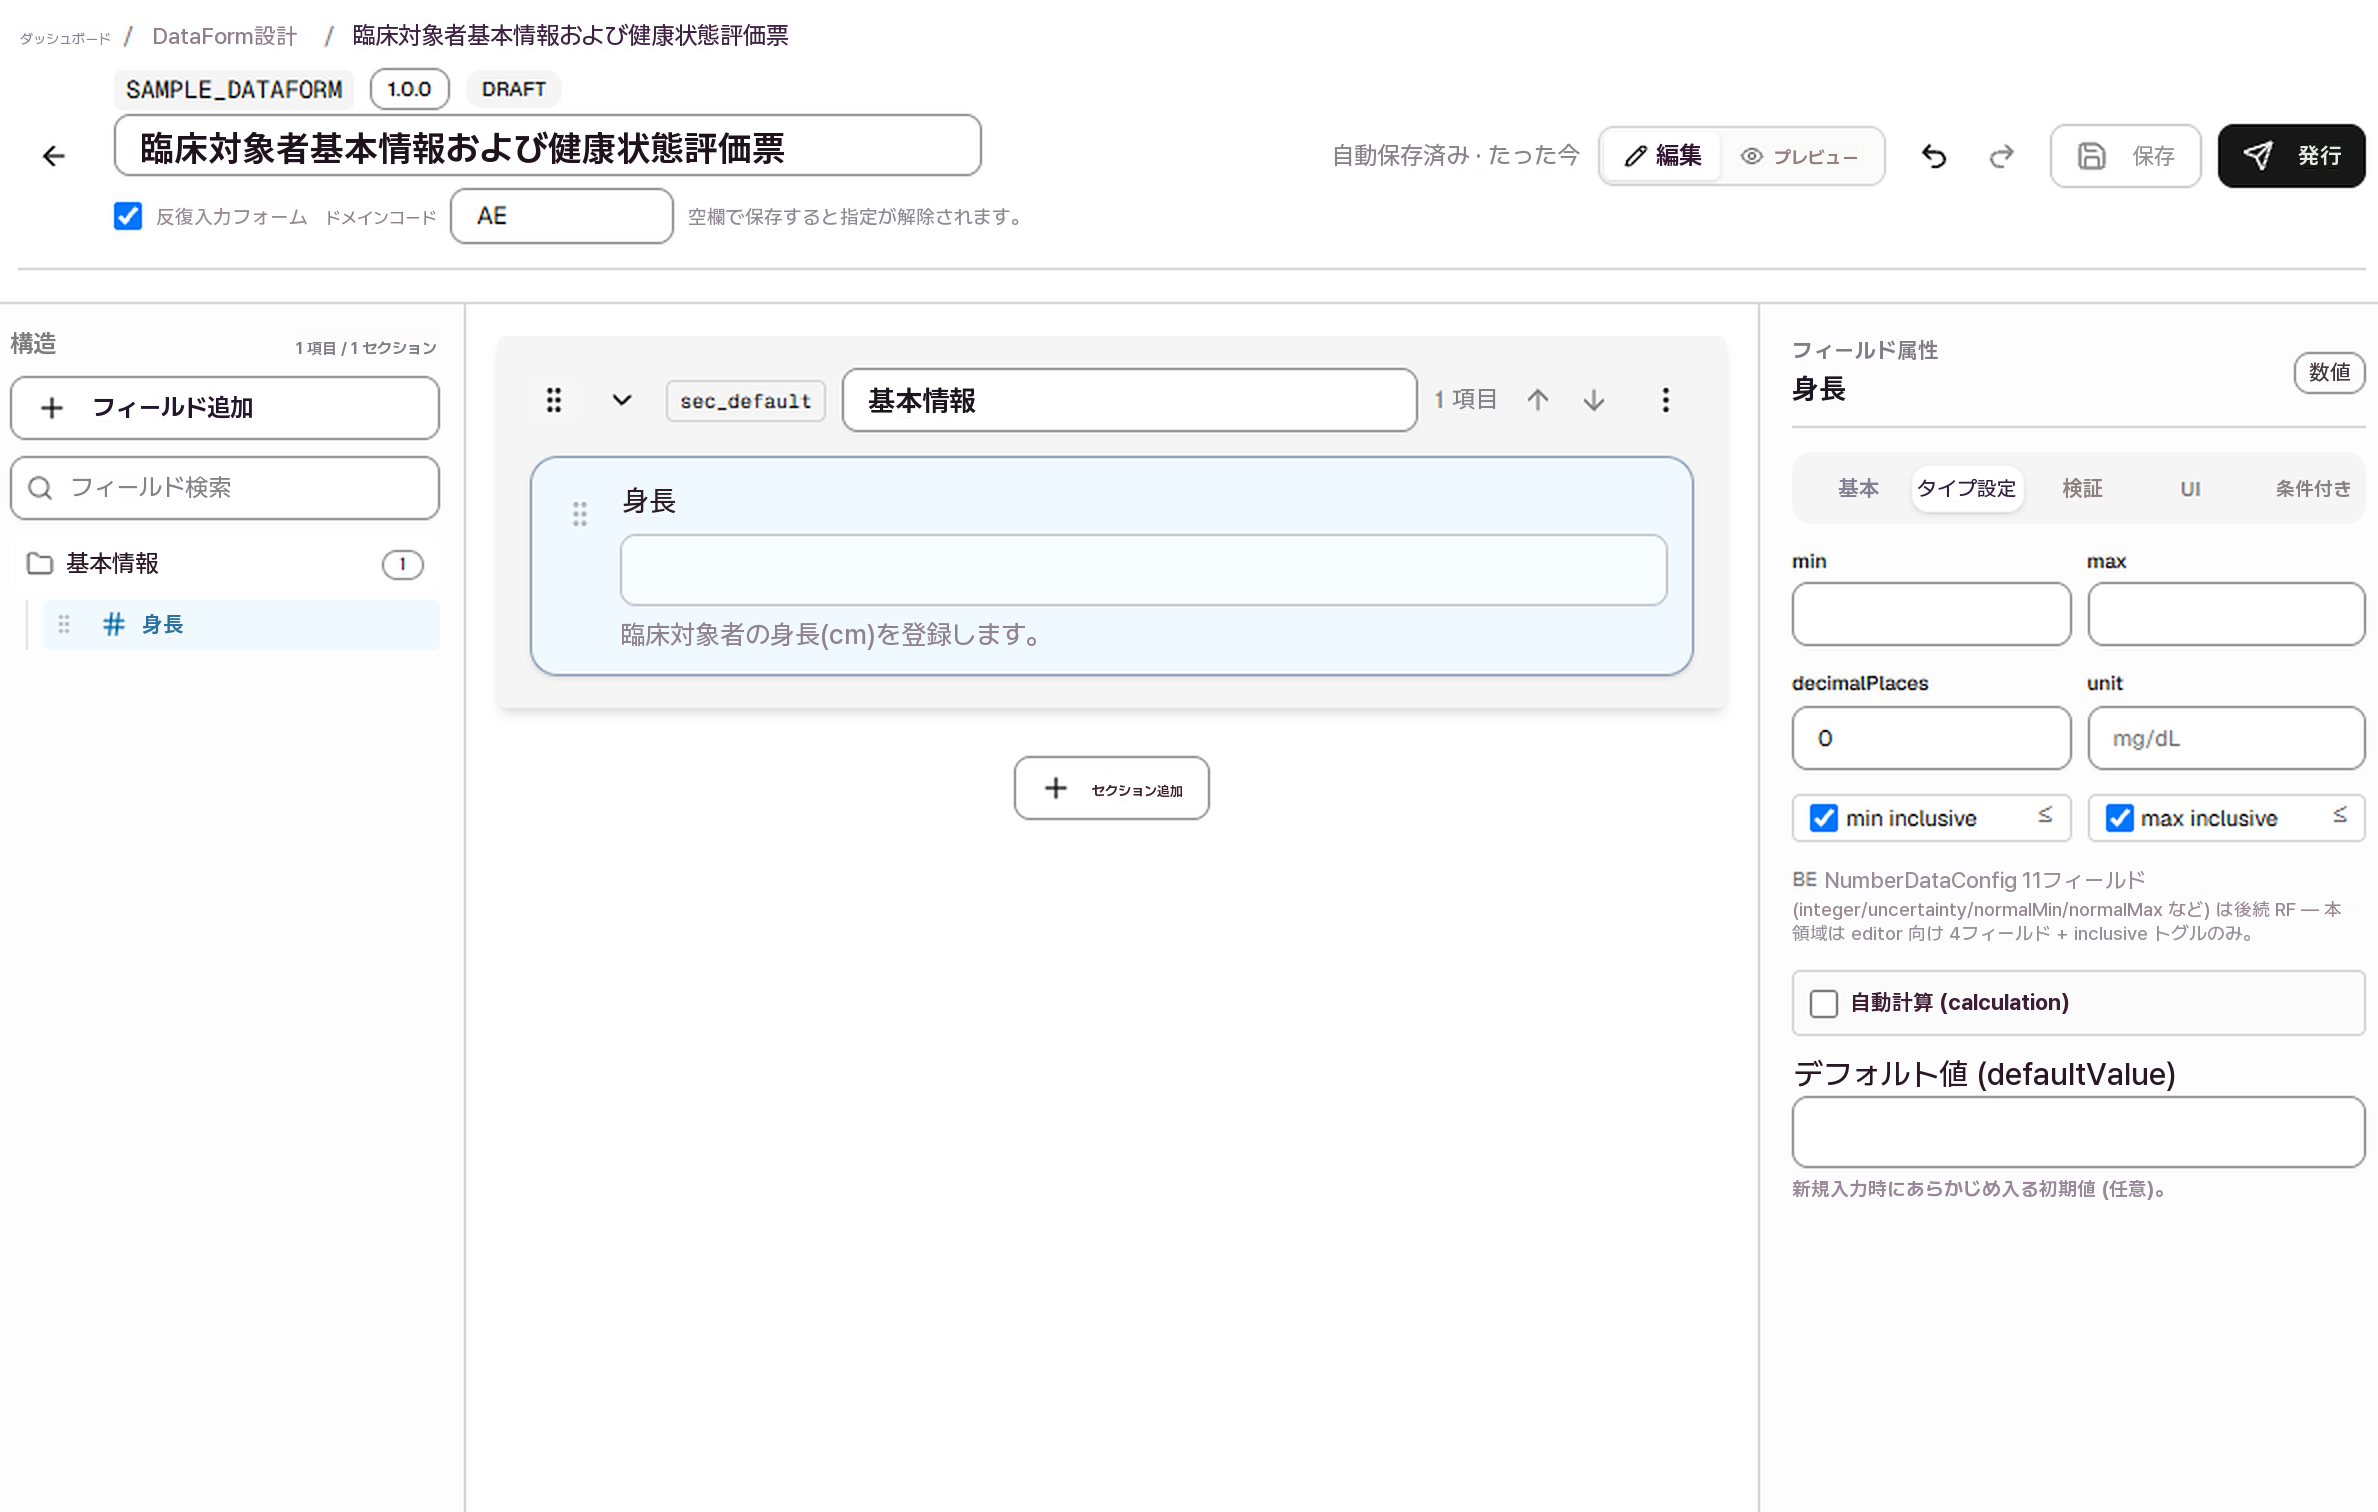 ダッシュボード / DataForm設計 / 臨床対象者基本情報および健康状態評価票
SAMPLE_DATAFORM 1.0.0 DRAFT
臨床対象者基本情報および健康状態評価票
自動保存済み · たった今 編集 プレビュー 保存 発行
反復入力フォーム ドメインコード AE 空欄で保存すると指定が解除されます。
構造 1 項目 / 1 セクション
フィールド追加
フィールド検索
基本情報 1
身長
sec_default 基本情報 1 項目
身長
臨床対象者の身長(cm)を登録します。
セクション追加
フィールド属性
身長 数値
基本 タイプ設定 検証 UI 条件付き
min max
decimalPlaces unit
0 mg/dL
min inclusive ≤ max inclusive ≤
BE NumberDataConfig 11フィールド
(integer/uncertainty/normalMin/normalMax など) は後続 RF — 本
領域は editor 向け 4フィールド + inclusive トグルのみ。
自動計算 (calculation)
デフォルト値 (defaultValue)
新規入力時にあらかじめ入る初期値 (任意)。